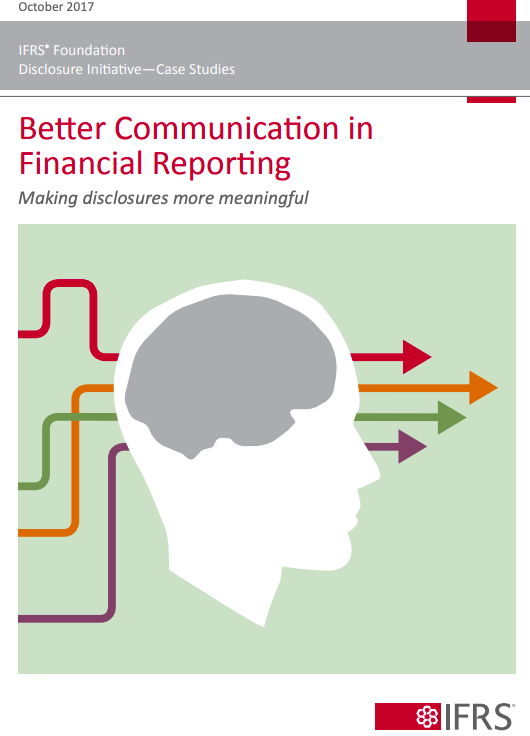 October 2017
IFRS® Foundation
Disclosure Initiative—Case Studies
Better Communication in
Financial Reporting
Making disclosures more meaningful
IFRS®